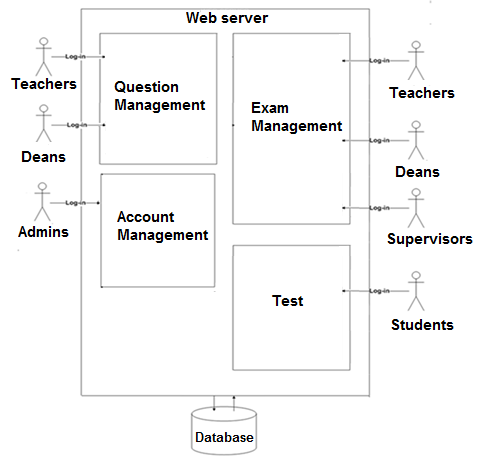 Web server
Log-in
Teachers
Log-in
Deans
Log-in
Admins
Question
Management
Account
Management
Exam
Management
Test
Log-in
Teachers
Log-in
Deans
Log-in
Supervisors
Log-in
Students
Database